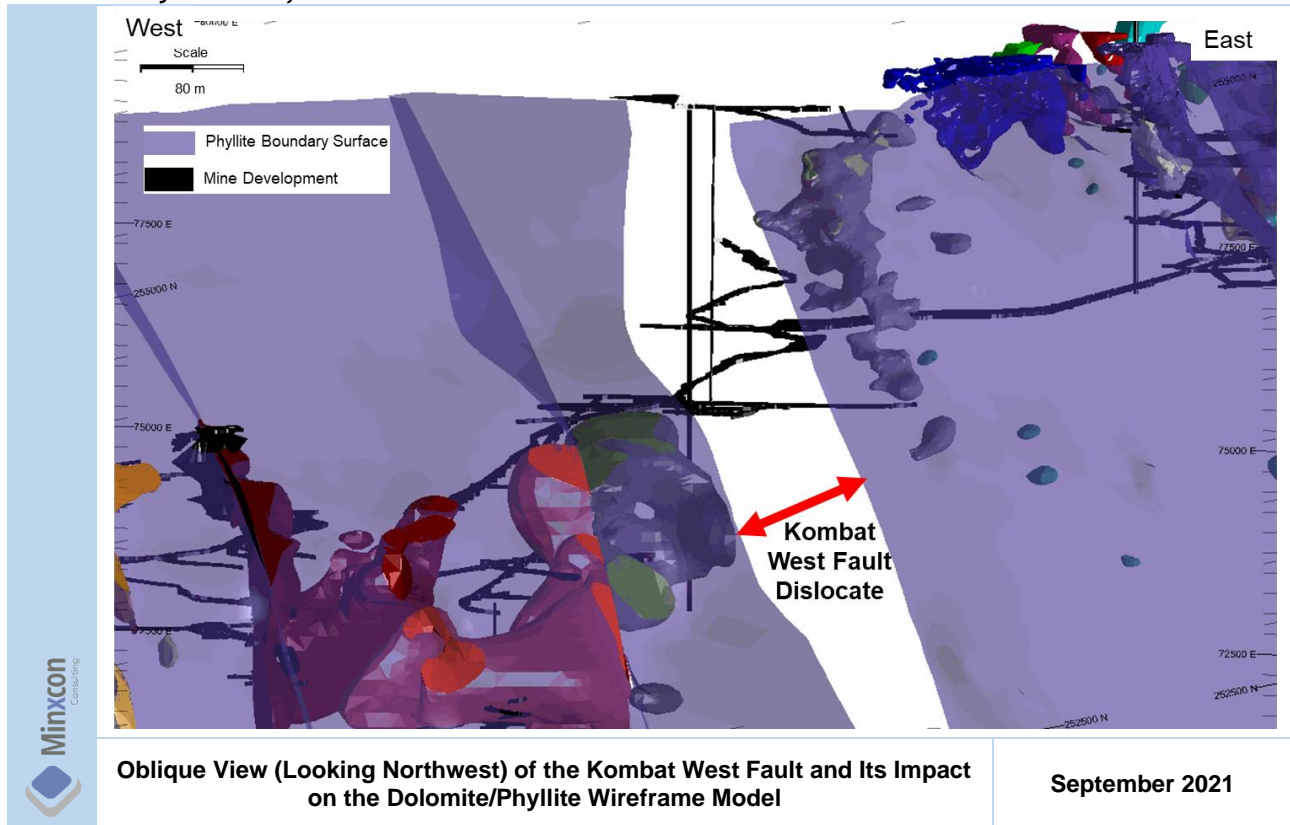 West
80000 E
East
Scale
80 m
255000 N
Phyllite Boundary Surface
Mine Development
77500 E
77500 E
255000 N
75000 E
75000 E
Kombat
West Fault
Dislocate
72500 E
72500 E
252500 N
252500 N
Minxcon
Consulting
Oblique View (Looking Northwest) of the Kombat West Fault and Its Impact
on the Dolomite/Phyllite Wireframe Model
September 2021